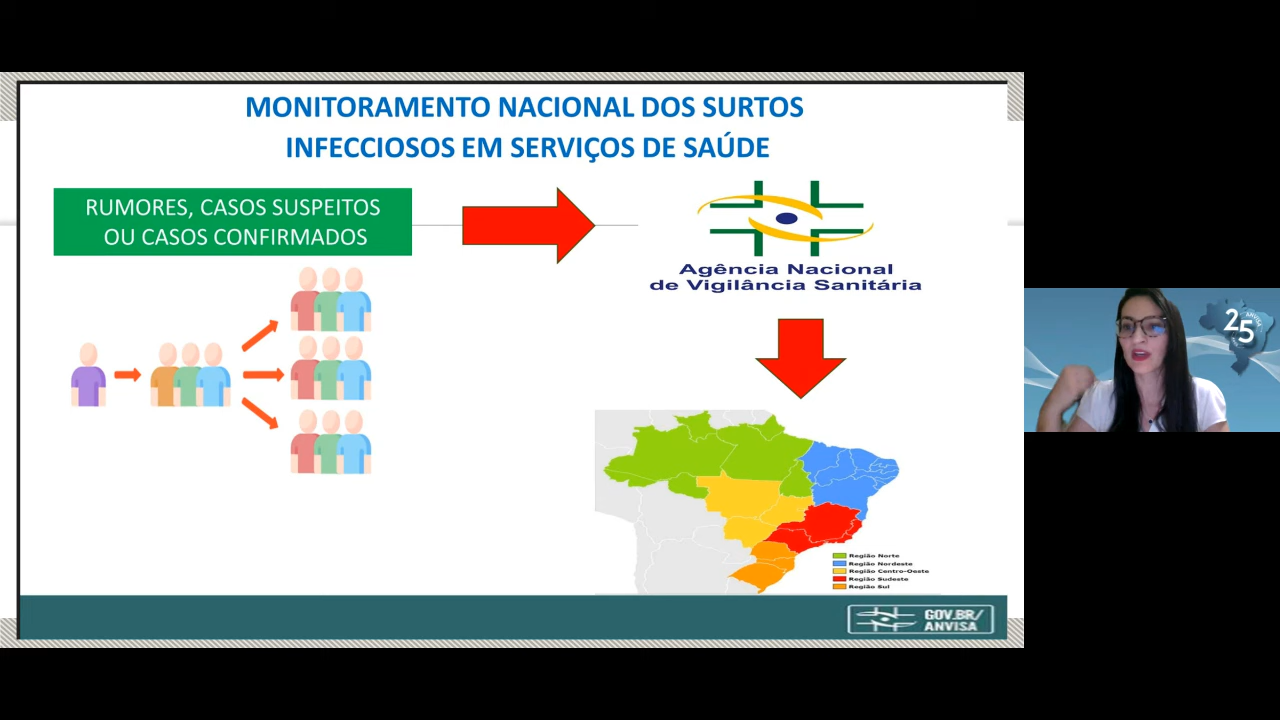 MONITORAMENTO NACIONAL DOS SURTOS
INFECCIOSOS EM SERVIÇOS DE SAÚDE
RUMORES, CASOS SUSPEITOS
OU CASOS CONFIRMADOS
Agência Nacional
de Vigilância Sanitária
Região Norte
Região Nordeste
Região Centro-Oeste
Região Sudeste
Região Sul
GOV.BR/
ANVISA
25
ANVISA